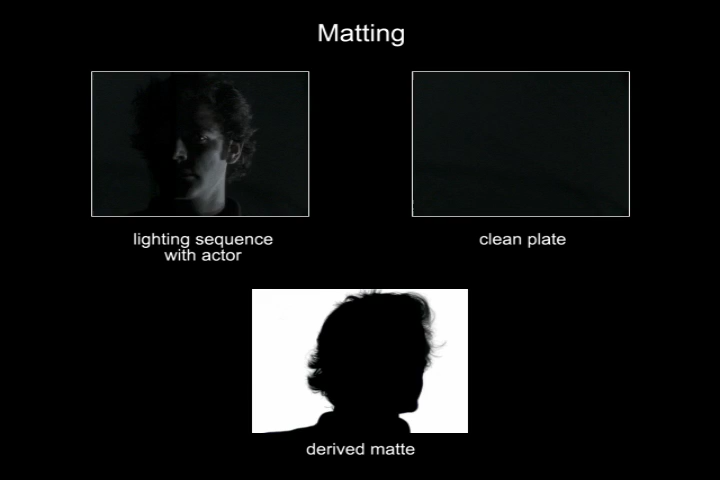 Matting
lighting sequence
with actor
clean plate
derived matte